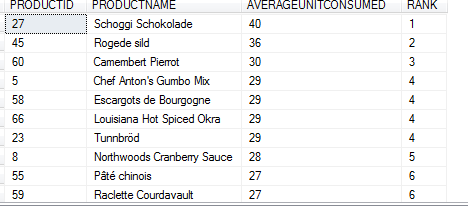 PRODUCTID PRODUCTNAME AVERAGEUNITCONSUMED RANK
27 Schoggi Schokolade 40 1
45 Rogede sild 36 2
60 Camembert Pierrot 30 3
5 Chef Anton's Gumbo Mix 29 4
58 Escargots de Bourgogne 29 4
66 Louisiana Hot Spiced Okra 29 4
23 Tunnbröd 29 4
8 Northwoods Cranberry Sauce 28 5
55 Pâté chinois 27 6
59 Raclette Courdavault 27 6